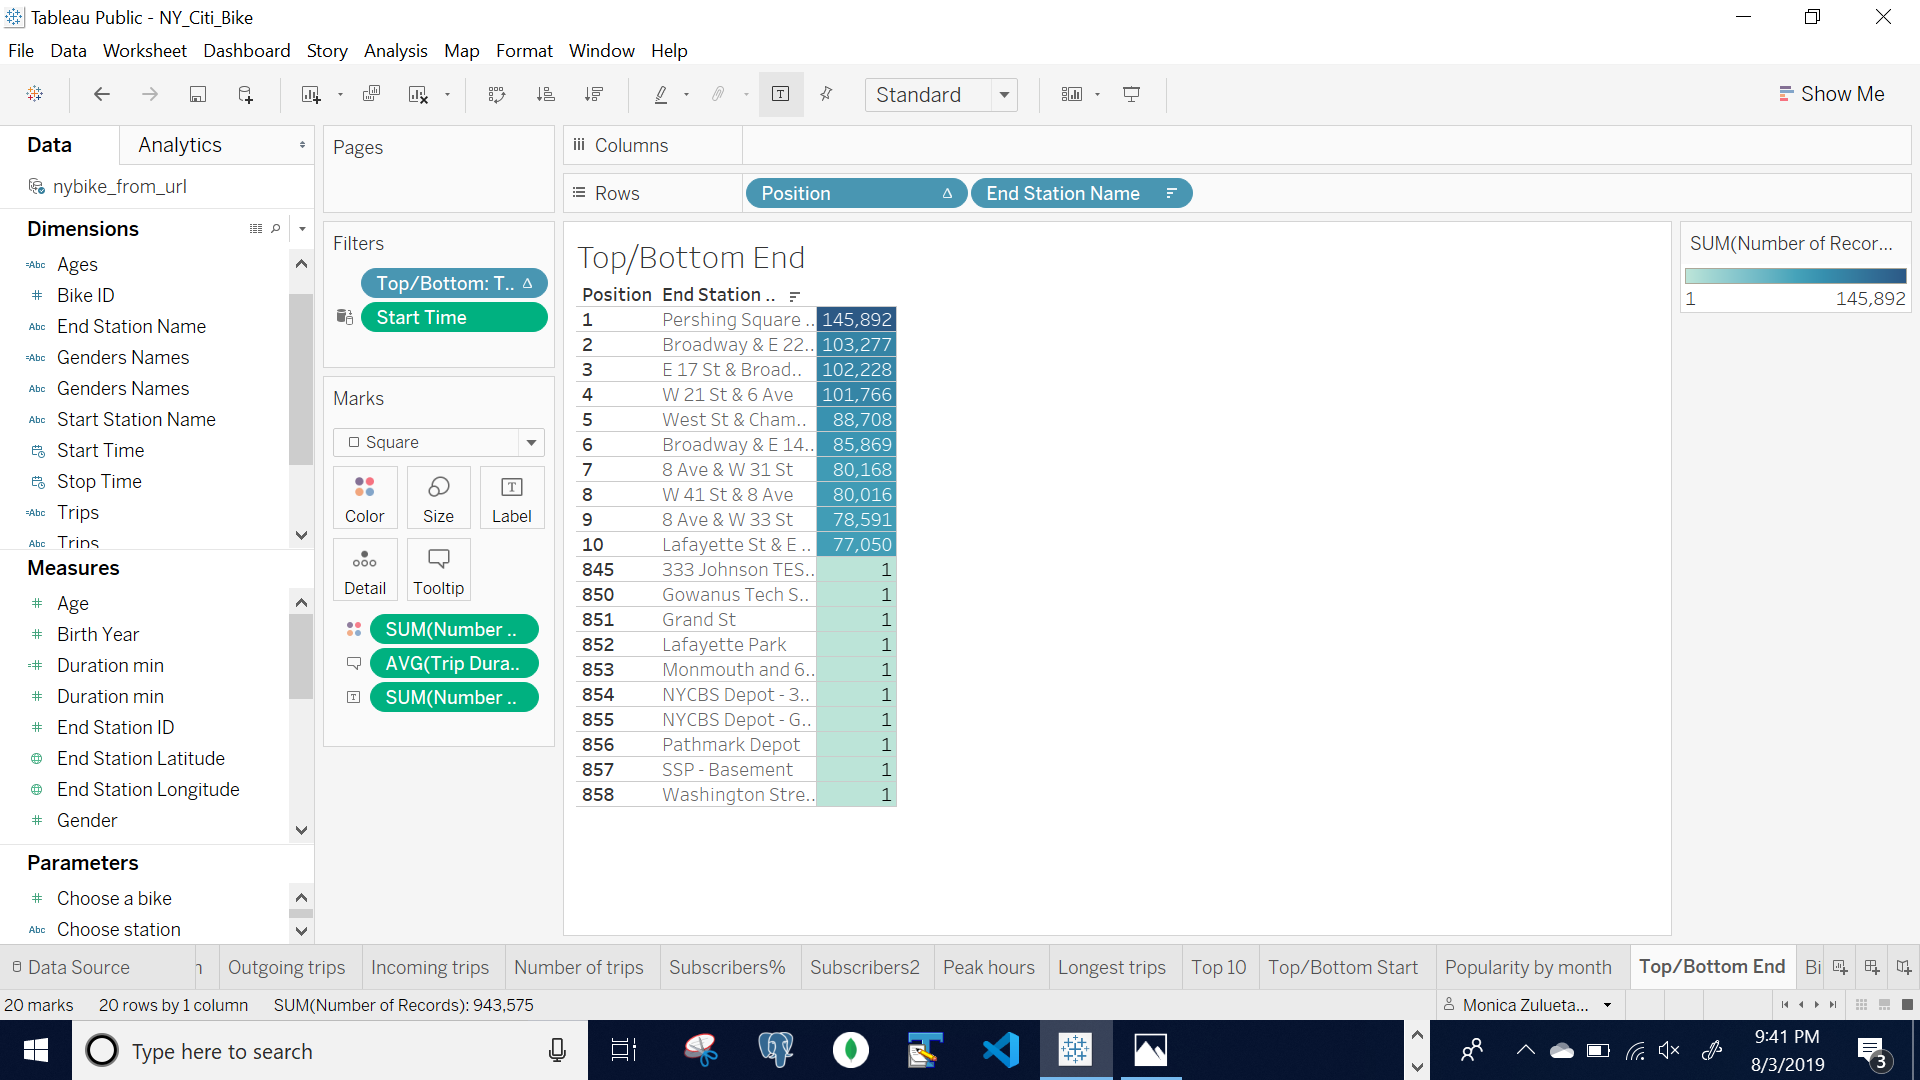 Tableau Public - NY_Citi_Bike
File Data Worksheet Dashboard Story Analysis Map Format Window Help
Standard
Show Me
Data Analytics
nybike_from_url
Dimensions
Abc Ages
Bike ID
Abc End Station Name
Abc Genders Names
Abc Genders Names
Abc Start Station Name
Start Time
Stop Time
Abc Trips
Abc Trips
Measures
Age
Birth Year
Duration min
Duration min
End Station ID
End Station Latitude
End Station Longitude
Gender
Parameters
Choose a bike
Abc Choose station
Pages
Filters
Top/Bottom: T..
Start Time
Marks
Square
Color Size Label
Detail Tooltip
SUM(Number ..
AVG(Trip Dura..
SUM(Number ..
Columns
Rows Position End Station Name
Top/Bottom End
Position End Station ..
1 Pershing Square .. 145,892
2 Broadway & E 22.. 103,277
3 E 17 St & Broad.. 102,228
4 W 21 St & 6 Ave 101,766
5 West St & Cham.. 88,708
6 Broadway & E 14.. 85,869
7 8 Ave & W 31 St 80,168
8 W 41 St & 8 Ave 80,016
9 8 Ave & W 33 St 78,591
10 Lafayette St & E .. 77,050
845 333 Johnson TES.. 1
850 Gowanus Tech S.. 1
851 Grand St 1
852 Lafayette Park 1
853 Monmouth and 6.. 1
854 NYCBS Depot - 3.. 1
855 NYCBS Depot - G.. 1
856 Pathmark Depot 1
857 SSP - Basement 1
858 Washington Stre.. 1
SUM(Number of Recor...
1 145,892
Data Source Outgoing trips Incoming trips Number of trips Subscribers% Subscribers2 Peak hours Longest trips Top 10 Top/Bottom Start Popularity by month Top/Bottom End Bi
20 marks 20 rows by 1 column SUM(Number of Records): 943,575
Monica Zulueta...
Type here to search
9:41 PM
8/3/2019
3